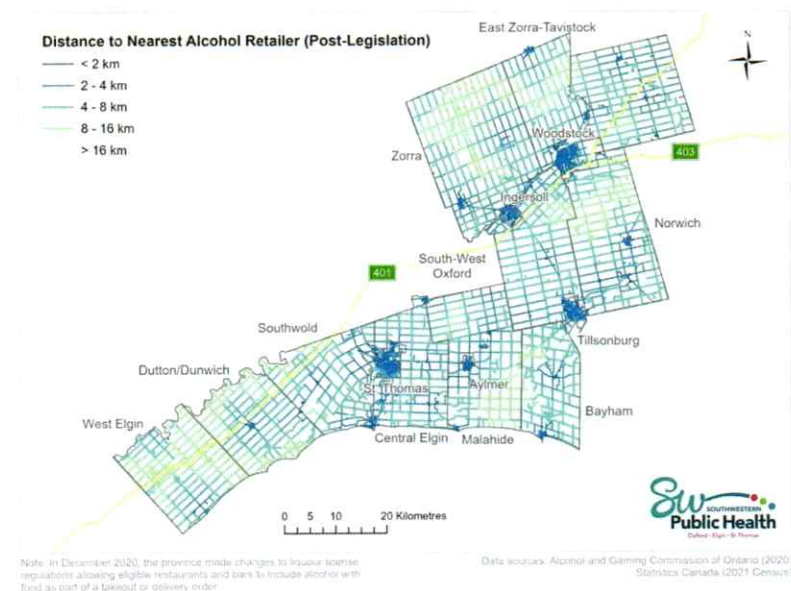 Distance to Nearest Alcohol Retailer (Post-Legislation)
< 2 km
2 - 4 km
4 - 8 km
8 - 16 km
> 16 km
East Zorra-Tavistock
N
Woodstock
Zorra
403
Ingersoll
Norwich
South-West
Oxford
401
Southwold
Tillsonburg
Dutton/Dunwich
St. Thomas
Aylmer
West Elgin
Bayham
Central Elgin
Malahide
0 5 10 20 Kilometres
SW
SOUTHWESTERN
Public Health
Oxford · Elgin · St. Thomas
Note: In December 2020, the province made changes to liquour license
regulations allowing eligible restaurants and bars to include alcohol with
food as part of a takeout or delivery order
Data sources: Alcohol and Gaming Commission of Ontario (2020
Statistics Canada (2021 Census)